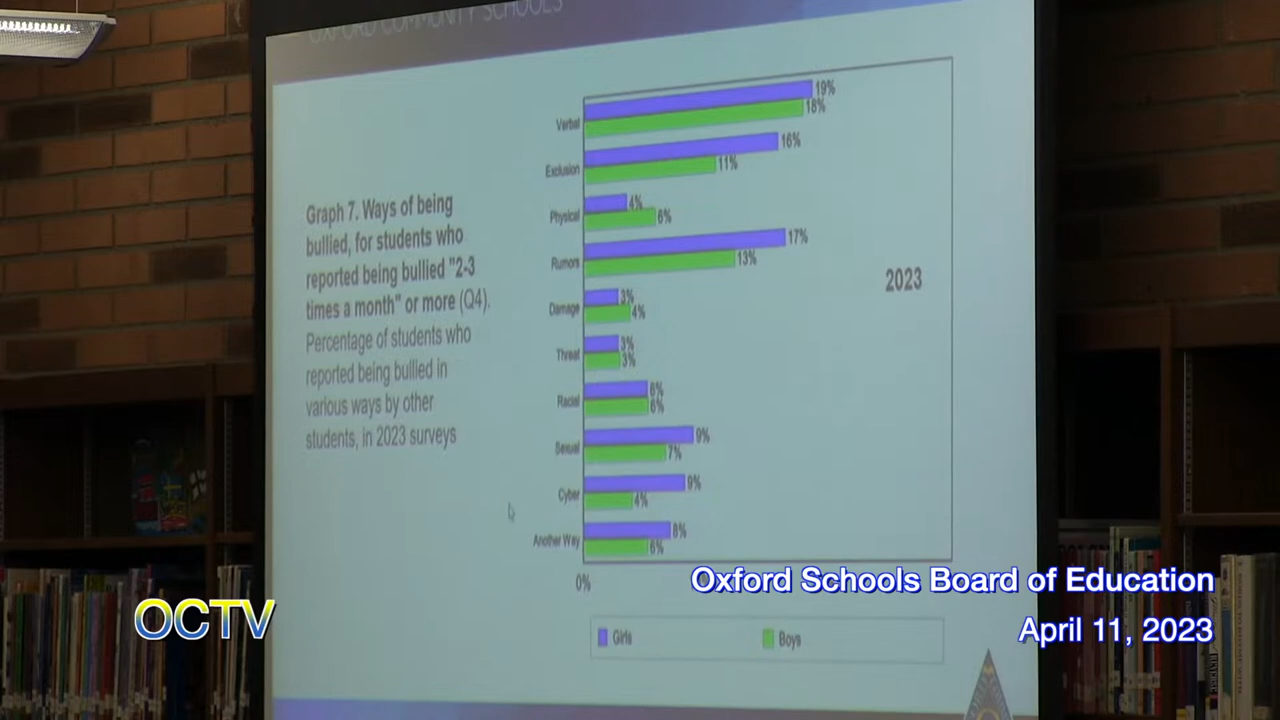 OXFORD COMMUNITY SCHOOLS
Graph 7. Ways of being
bullied, for students who
reported being bullied "2-3
times a month" or more (Q4).
Percentage of students who
reported being bullied in
various ways by other
students, in 2023 surveys
Verbal 19%
18%
Exclusion 16%
11%
Physical 4%
6%
Rumors 17%
13%
Damage 3%
4%
Threat 3%
3%
Racial 6%
6%
Sexual 9%
7%
Cyber 9%
4%
Another Way 8%
6%
2023
0%
Girls Boys
OCTV
Oxford Schools Board of Education
April 11, 2023